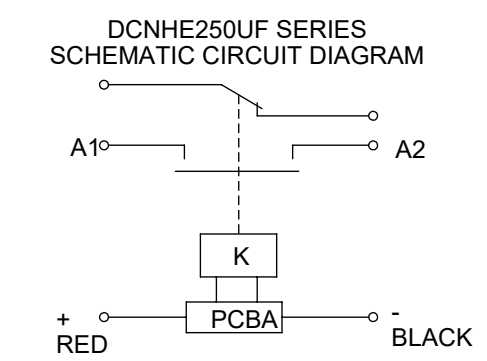 DCNHE250UF SERIES
SCHEMATIC CIRCUIT DIAGRAM
A1
A2
K
PCBA
+
-
RED
BLACK